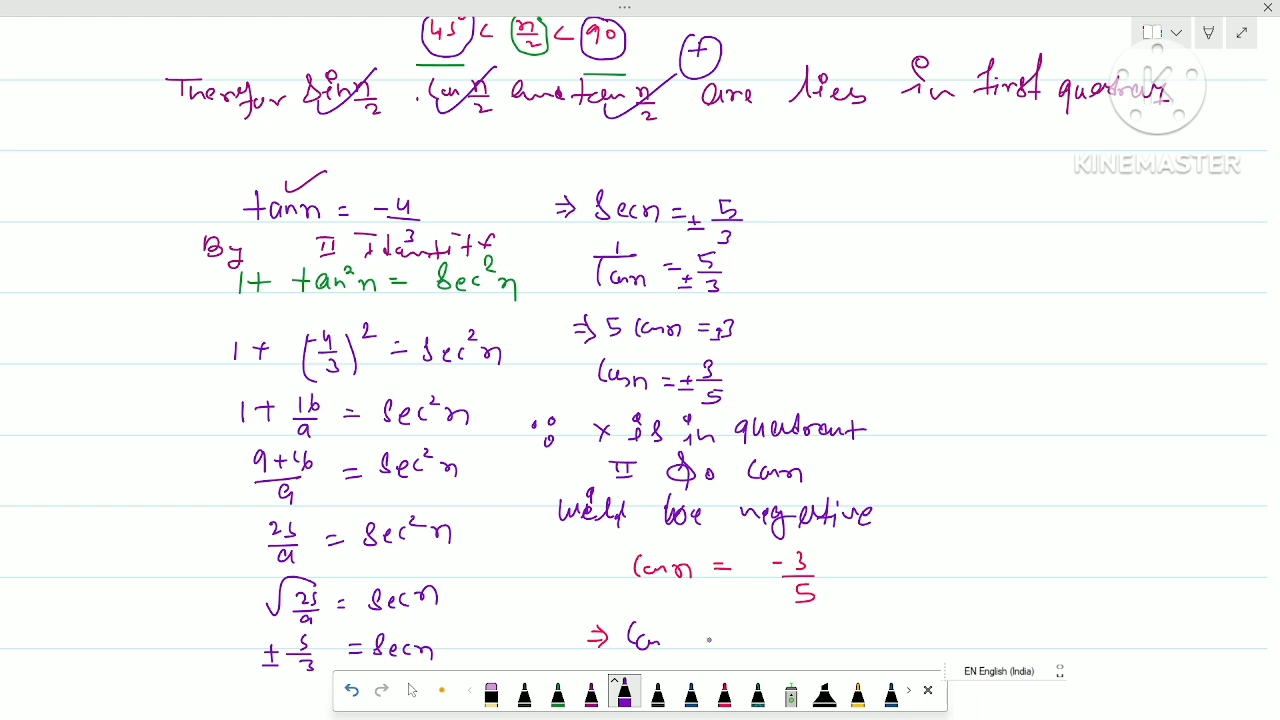 45° < x/2 < 90
+
Therefor Sin x/2 . Cos x/2 and tan x/2 are lies in first quadran
KINEMASTER
tan x = -4/3
By II Idantity
1 + tan²x = Sec²x
1 + (-4/3)² = Sec²x
1 + 16/9 = Sec²x
9+16/9 = Sec²x
25/9 = Sec²x
√25/9 = Sec x
± 5/3 = Sec x
⇒ Sec x = ± 5/3
1/Cos x = ± 5/3
⇒ 5 Cos x = ±3
Cos x = ± 3/5
∵ x is in quadrant
II So Cos x
will be negative
Cos x = -3/5
⇒ Cos
EN English (India)